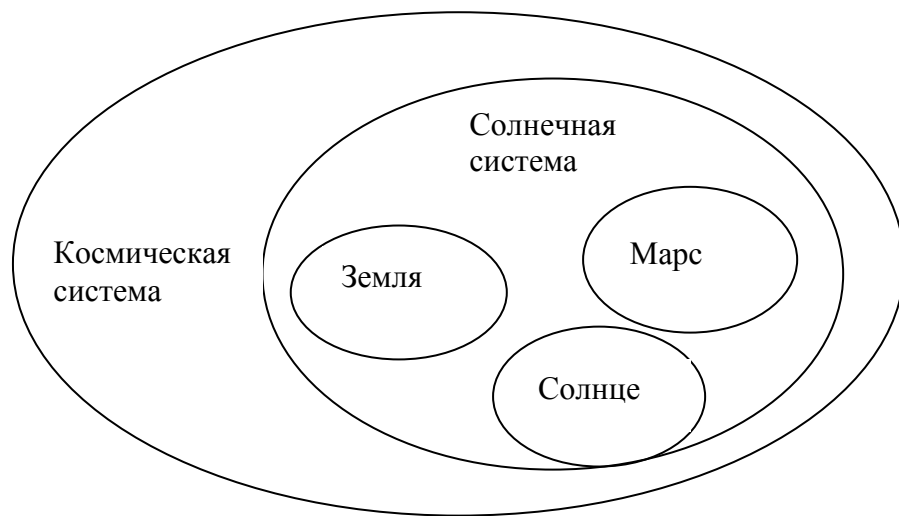 Солнечная
система
Космическая
система
Земля
Марс
Солнце